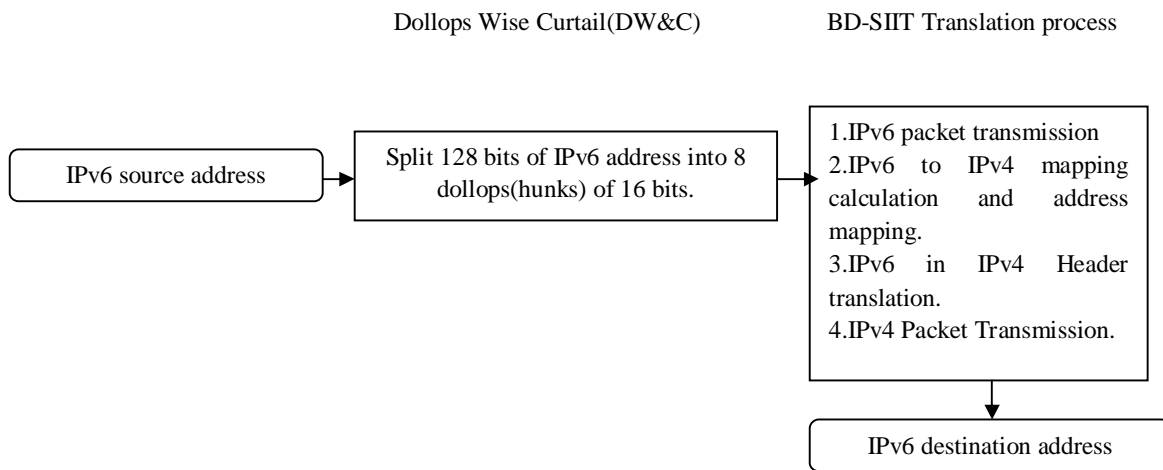 Dollops Wise Curtail(DW&C)
BD-SIIT Translation process
IPv6 source address
Split 128 bits of IPv6 address into 8
dollops(hunks) of 16 bits.
1.IPv6 packet transmission
2.IPv6 to IPv4 mapping
calculation and address
mapping.
3.IPv6 in IPv4 Header
translation.
4.IPv4 Packet Transmission.
IPv6 destination address